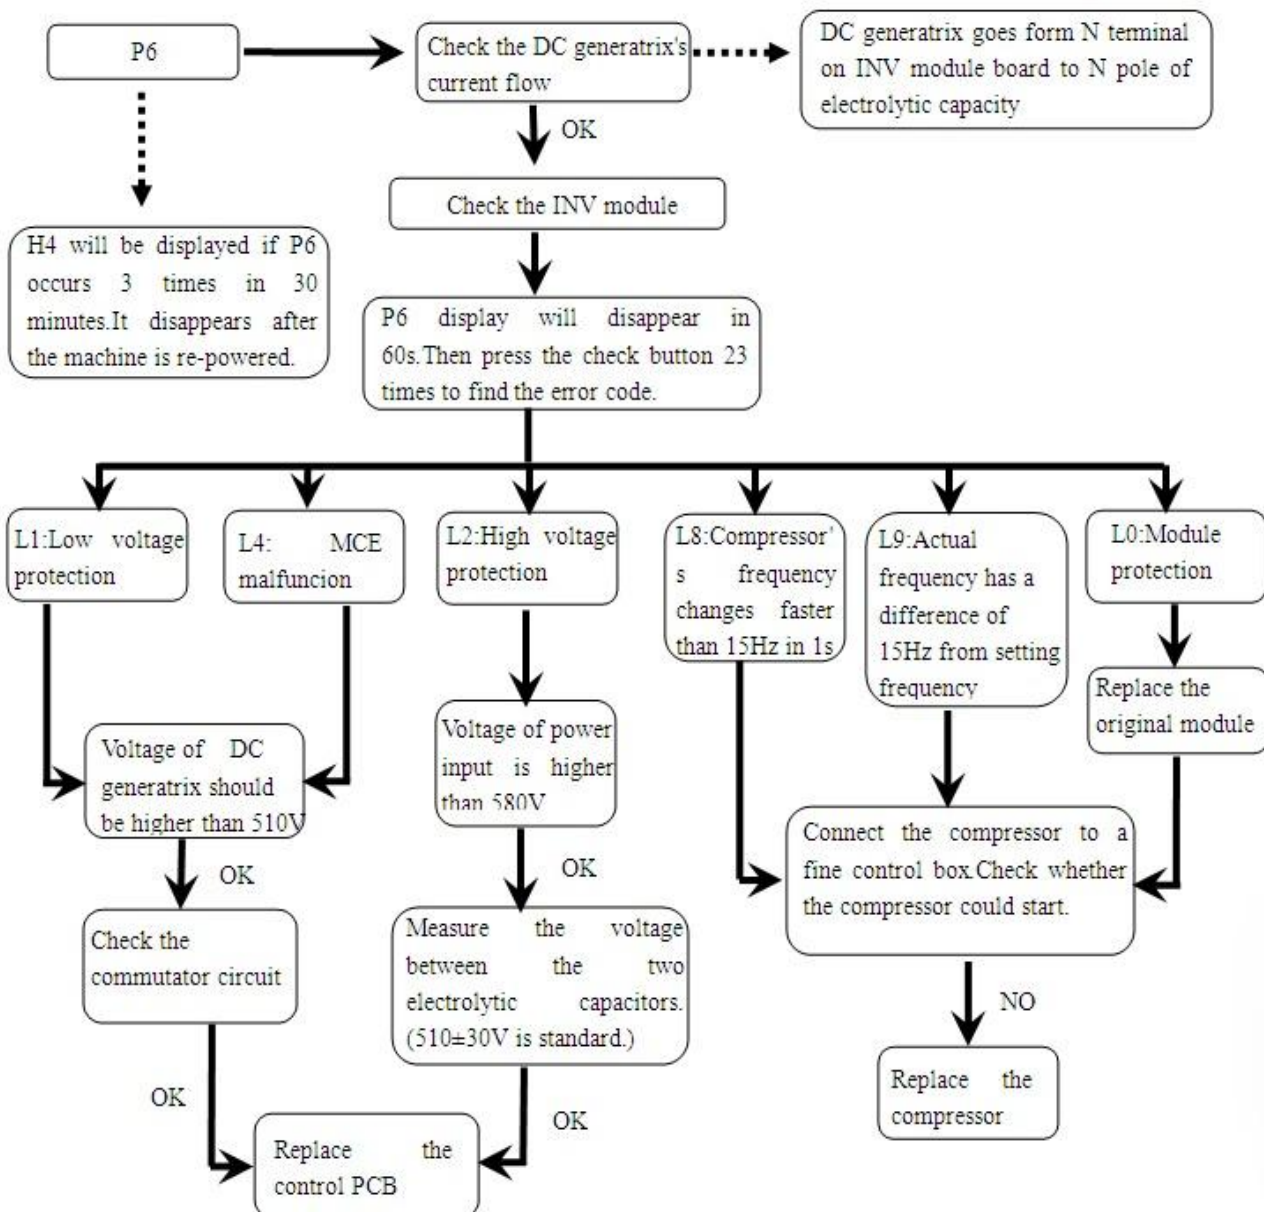 P6
Check the DC generatrix's
current flow
DC generatrix goes form N terminal
on INV module board to N pole of
electrolytic capacity
OK
Check the INV module
H4 will be displayed if P6
occurs 3 times in 30
minutes.It disappears after
the machine is re-powered.
P6 display will disappear in
60s.Then press the check button 23
times to find the error code.
L1:Low voltage
protection
L4: MCE
malfuncion
L2:High voltage
protection
L8:Compressor'
s frequency
changes faster
than 15Hz in 1s
L9:Actual
frequency has a
difference of
15Hz from setting
frequency
L0:Module
protection
Replace the
original module
Voltage of DC
generatrix should
be higher than 510V
Voltage of power
input is higher
than 580V
Connect the compressor to a
fine control box.Check whether
the compressor could start.
OK
OK
Check the
commutator circuit
Measure the voltage
between the two
electrolytic capacitors.
(510±30V is standard.)
NO
Replace the
compressor
OK
OK
Replace the
control PCB